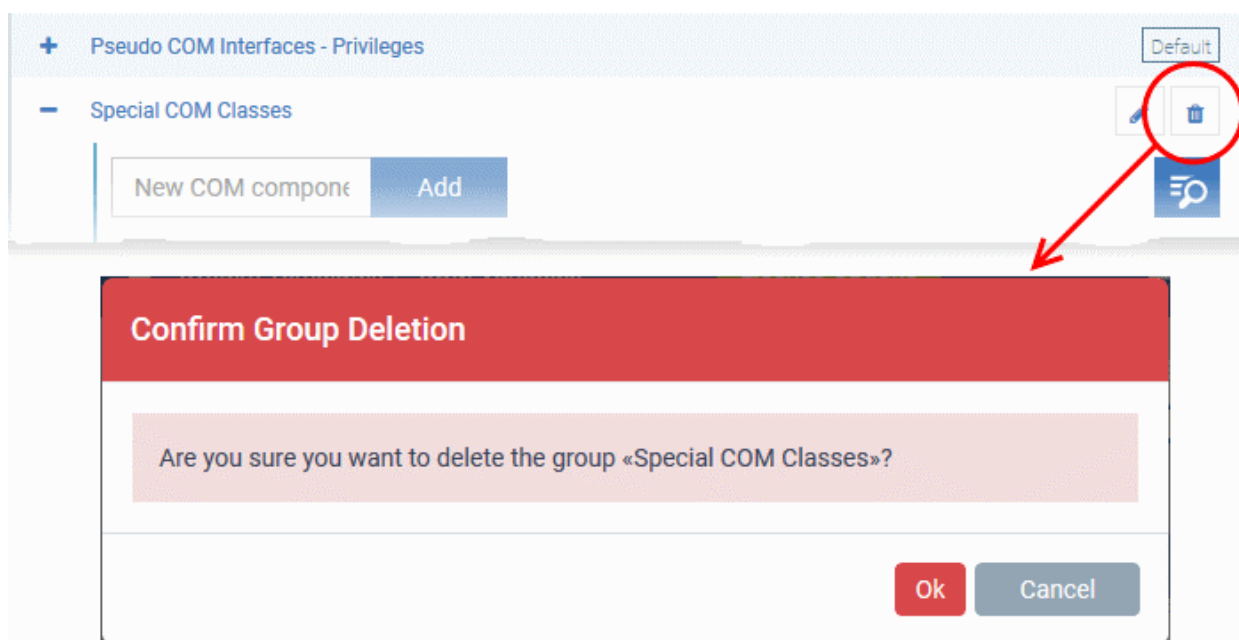 Pseudo COM Interfaces - Privileges
Default
Special COM Classes
New COM compone
Add
Confirm Group Deletion
Are you sure you want to delete the group «Special COM Classes»?
Ok
Cancel